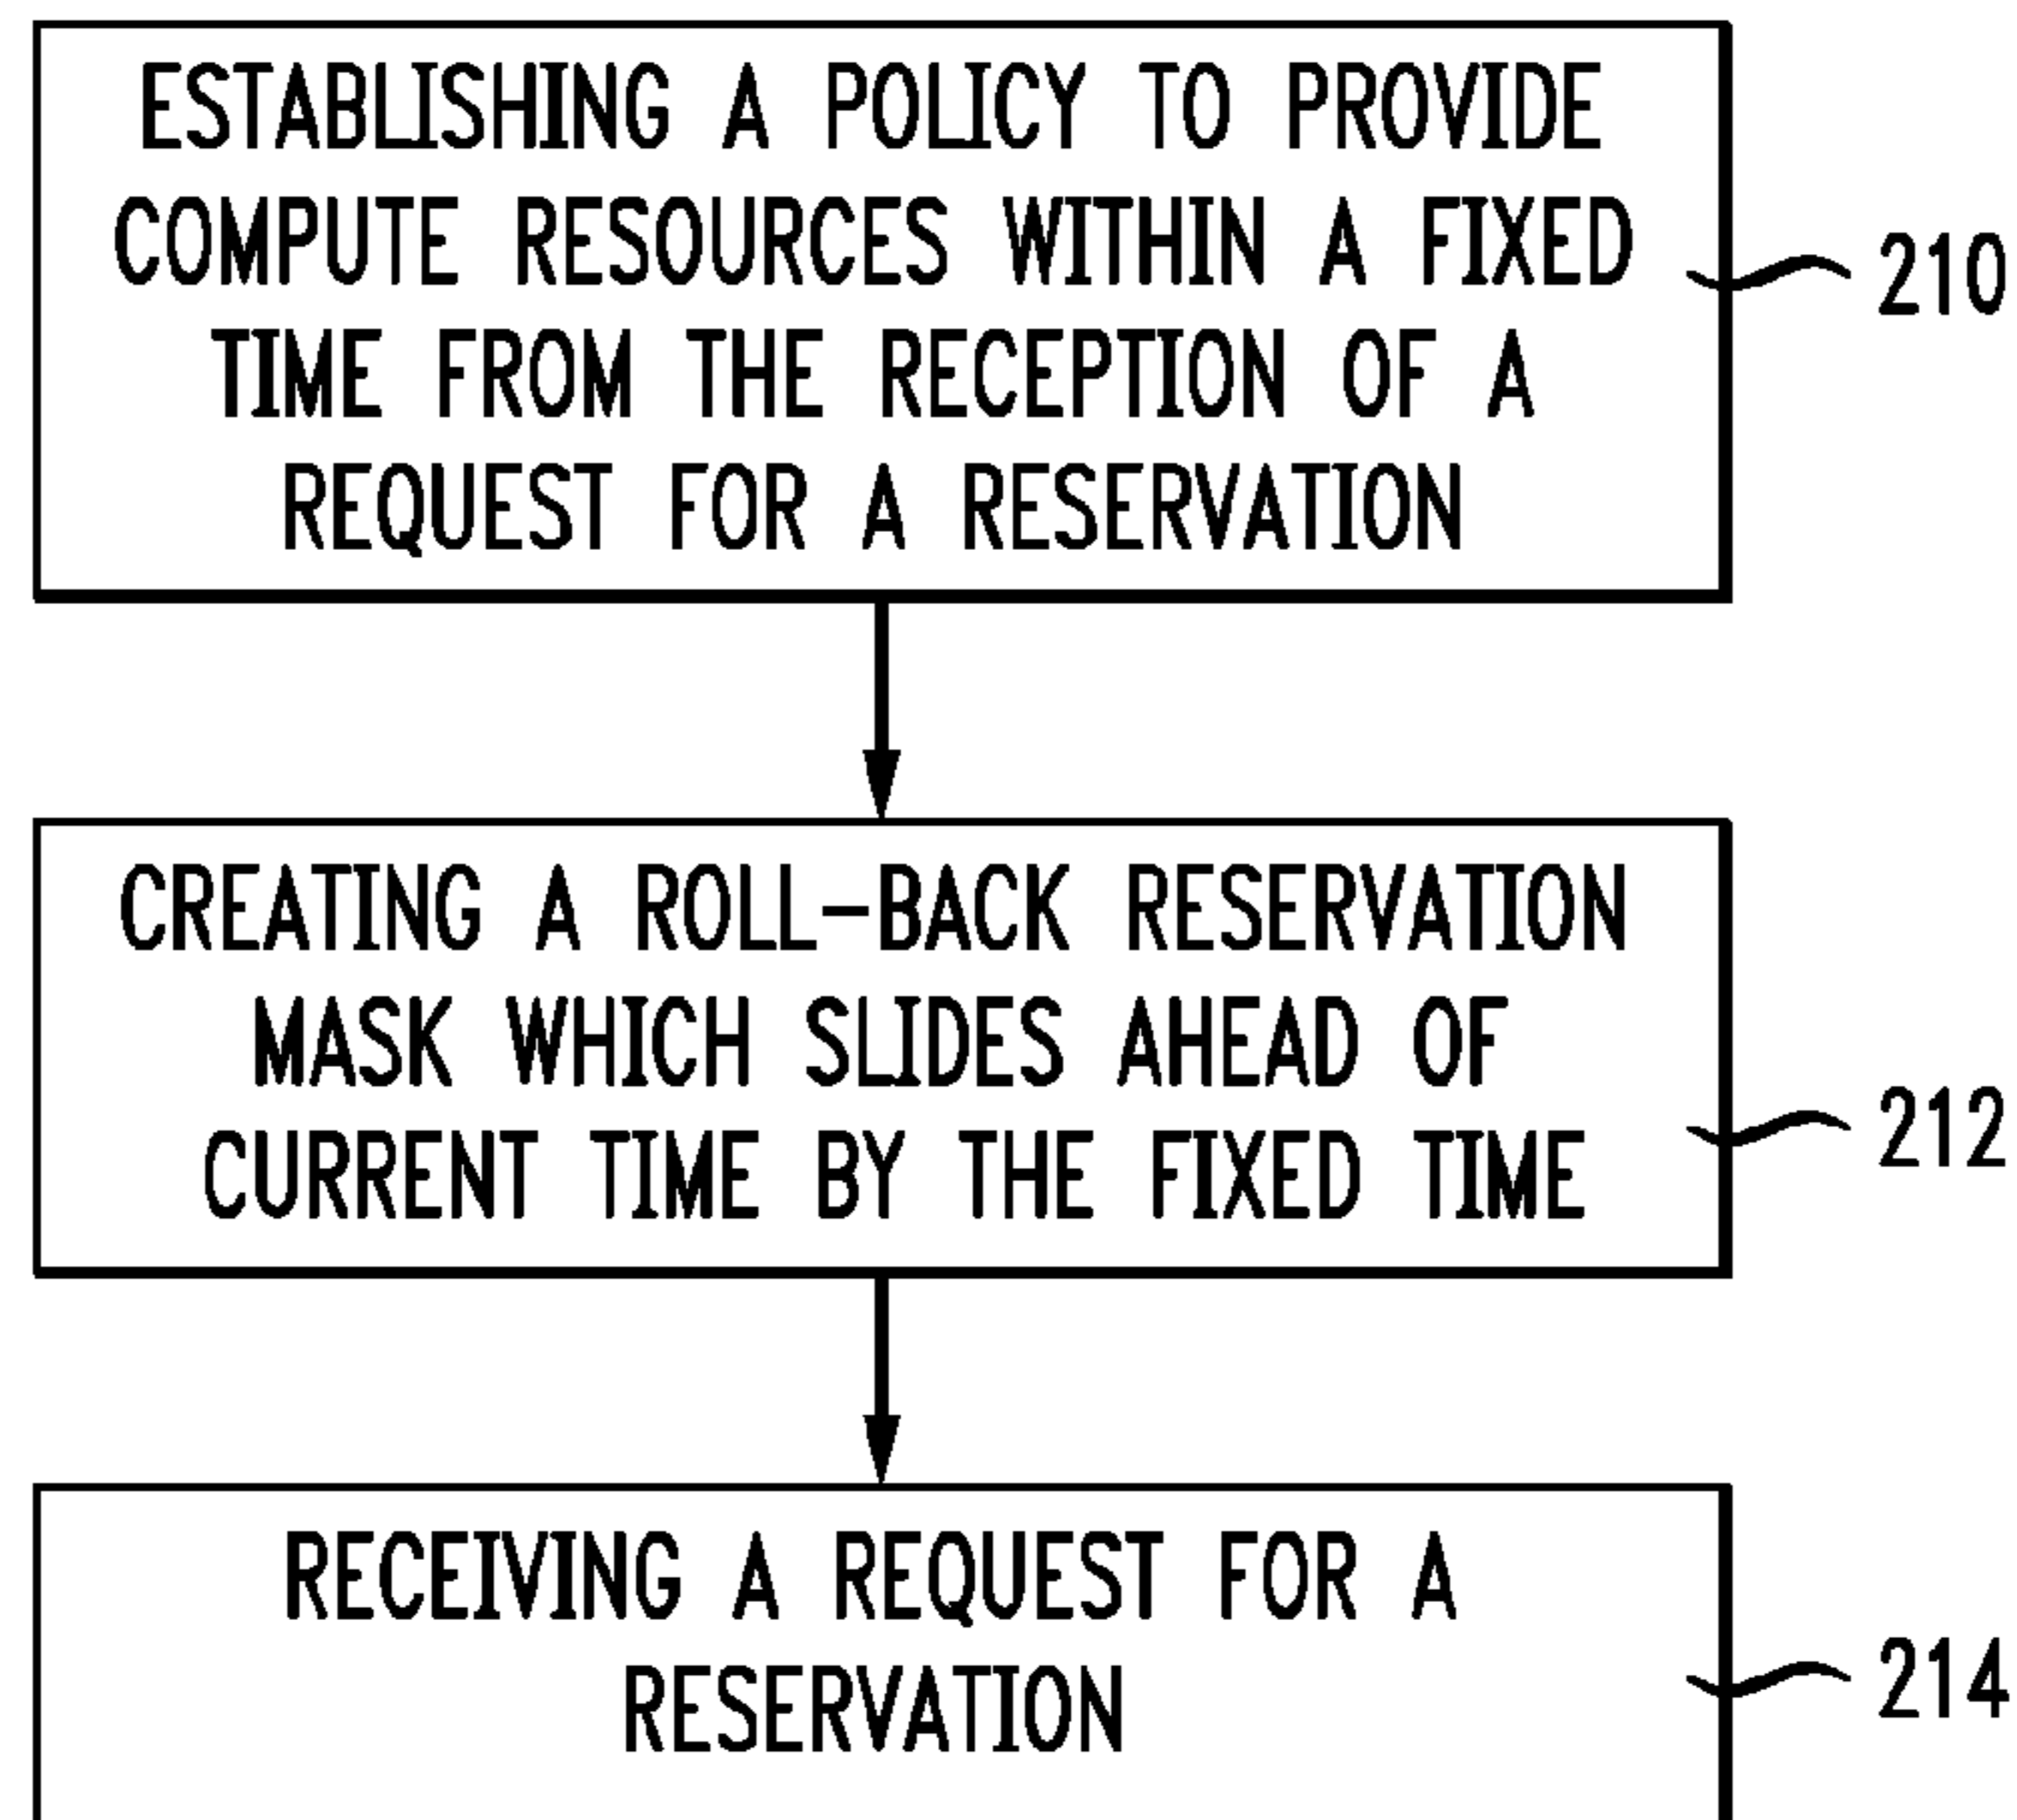 ESTABLISHING A POLICY TO PROVIDE
COMPUTE RESOURCES WITHIN A FIXED
TIME FROM THE RECEPTION OF A
REQUEST FOR A RESERVATION
210
CREATING A ROLL-BACK RESERVATION
MASK WHICH SLIDES AHEAD OF
CURRENT TIME BY THE FIXED TIME
212
RECEIVING A REQUEST FOR A
RESERVATION
214